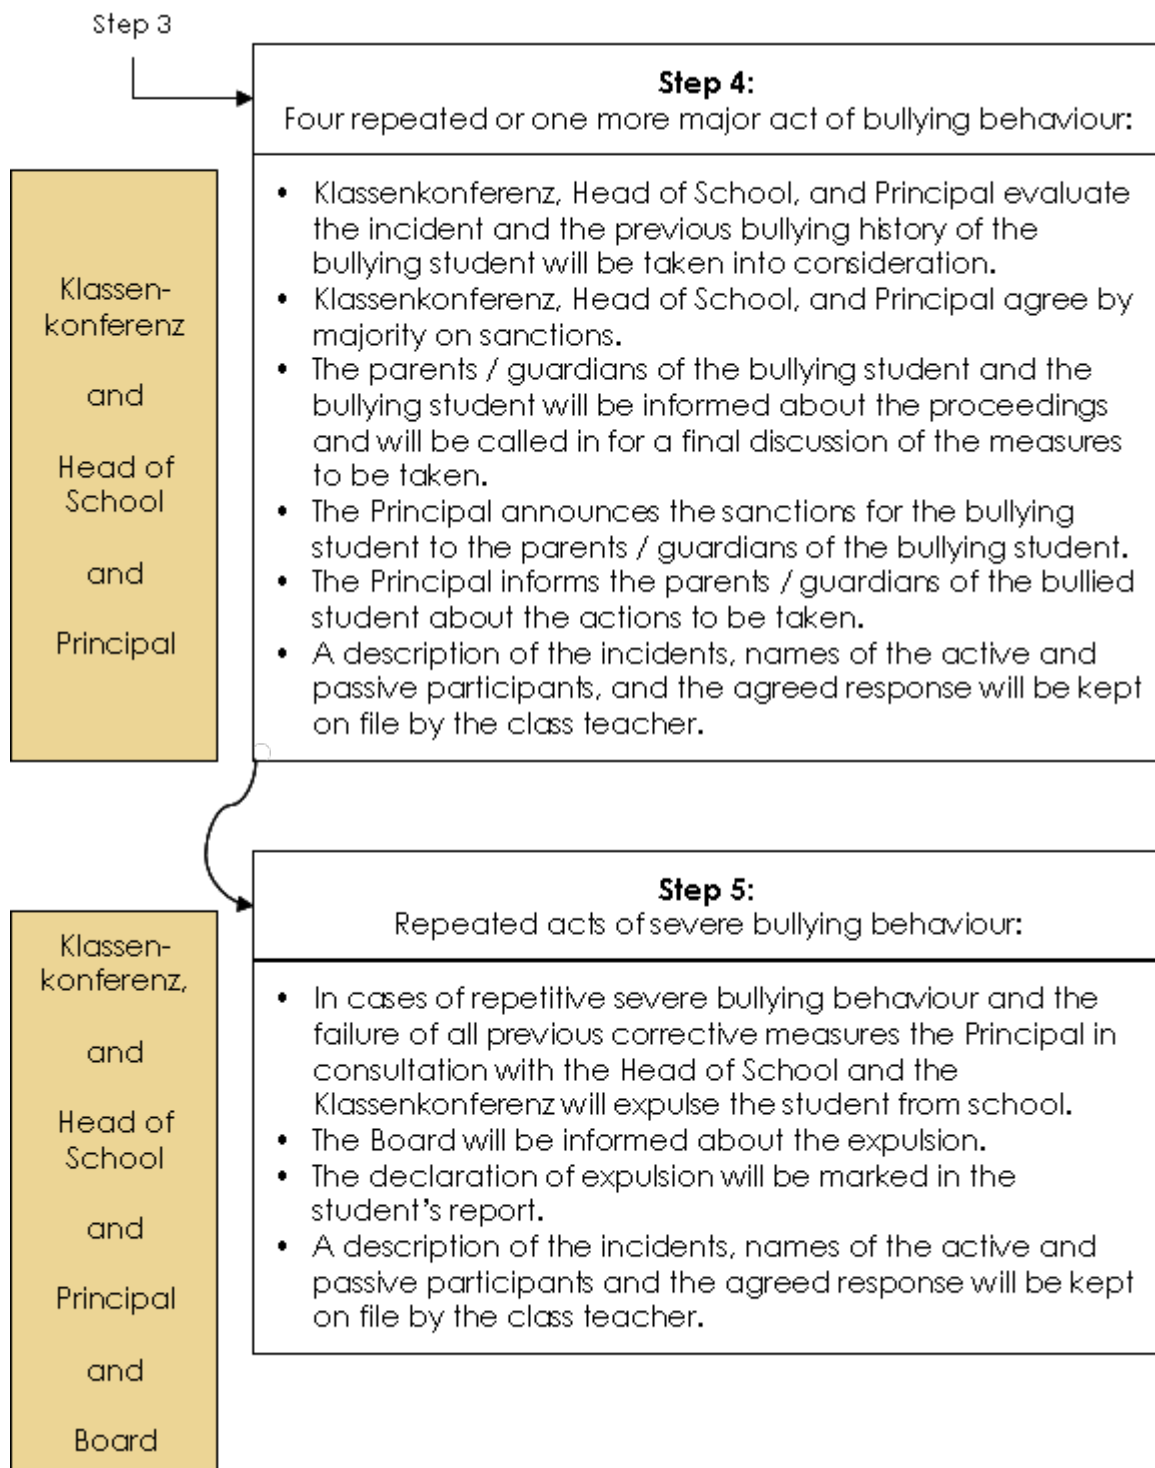 Step 3
Step 4:
Four repeated or one more major act of bullying behaviour:
Klassen-
konferenz
and
Head of
School
and
Principal
• Klassenkonferenz, Head of School, and Principal evaluate
the incident and the previous bullying history of the
bullying student will be taken into consideration.
• Klassenkonferenz, Head of School, and Principal agree by
majority on sanctions.
• The parents / guardians of the bullying student and the
bullying student will be informed about the proceedings
and will be called in for a final discussion of the measures
to be taken.
• The Principal announces the sanctions for the bullying
student to the parents / guardians of the bullying student.
• The Principal informs the parents / guardians of the bullied
student about the actions to be taken.
• A description of the incidents, names of the active and
passive participants, and the agreed response will be kept
on file by the class teacher.
Step 5:
Repeated acts of severe bullying behaviour:
Klassen-
konferenz,
and
Head of
School
and
Principal
and
Board
• In cases of repetitive severe bullying behaviour and the
failure of all previous corrective measures the Principal in
consultation with the Head of School and the
Klassenkonferenz will expulse the student from school.
• The Board will be informed about the expulsion.
• The declaration of expulsion will be marked in the
student's report.
• A description of the incidents, names of the active and
passive participants and the agreed response will be kept
on file by the class teacher.